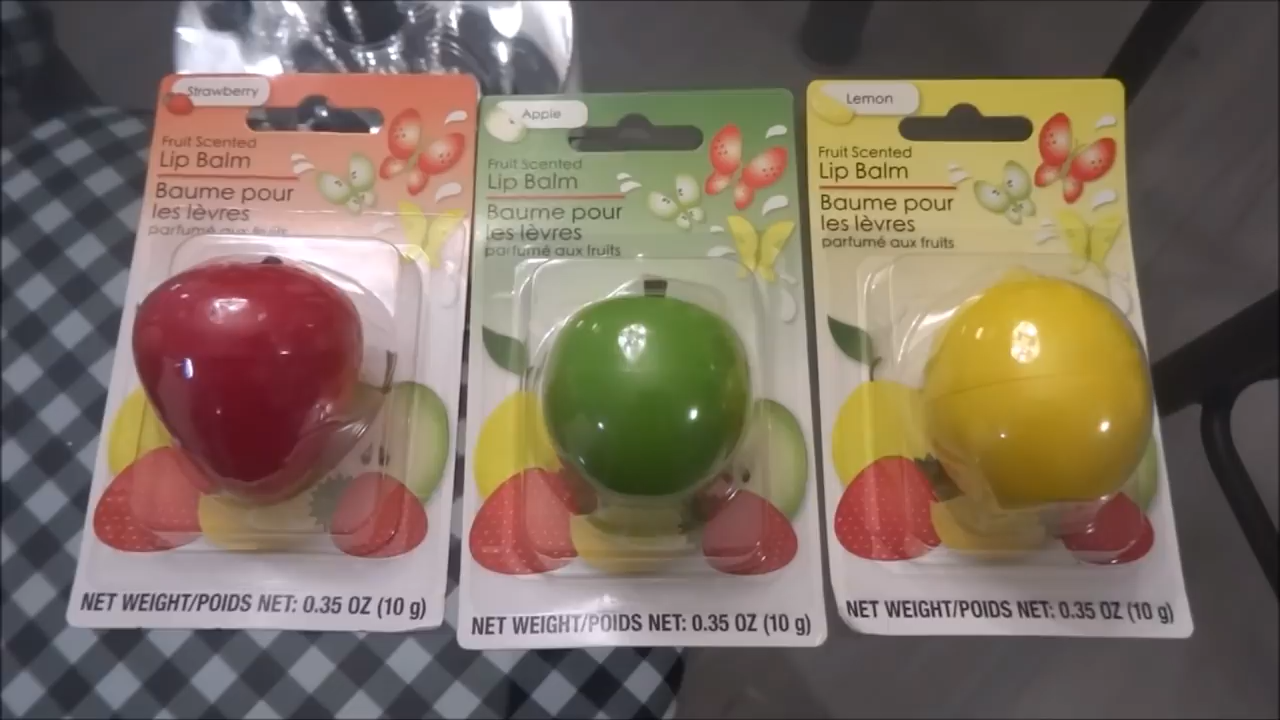 Strawberry
Fruit Scented
Lip Balm
Baume pour
les lèvres
parfumé aux fruits
NET WEIGHT/POIDS NET: 0.35 OZ (10 g)
Apple
Fruit Scented
Lip Balm
Baume pour
les lèvres
parfumé aux fruits
NET WEIGHT/POIDS NET: 0.35 OZ (10 g)
Lemon
Fruit Scented
Lip Balm
Baume pour
les lèvres
parfumé aux fruits
NET WEIGHT/POIDS NET: 0.35 OZ (10 g)